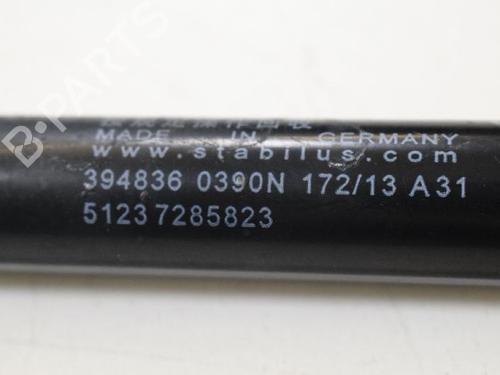 MADE IN GERMANY
www.stabilus.com
394836 0390N 172/13 A31
51237285823
B-PARTS